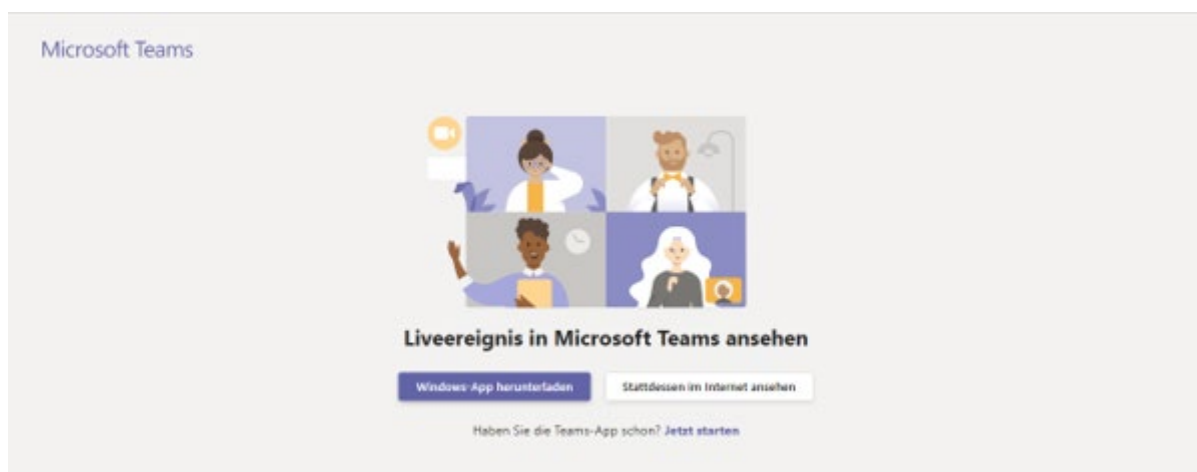 Microsoft Teams
Liveereignis in Microsoft Teams ansehen
Windows-App herunterladen
Stattdessen im Internet ansehen
Haben Sie die Teams-App schon? Jetzt starten